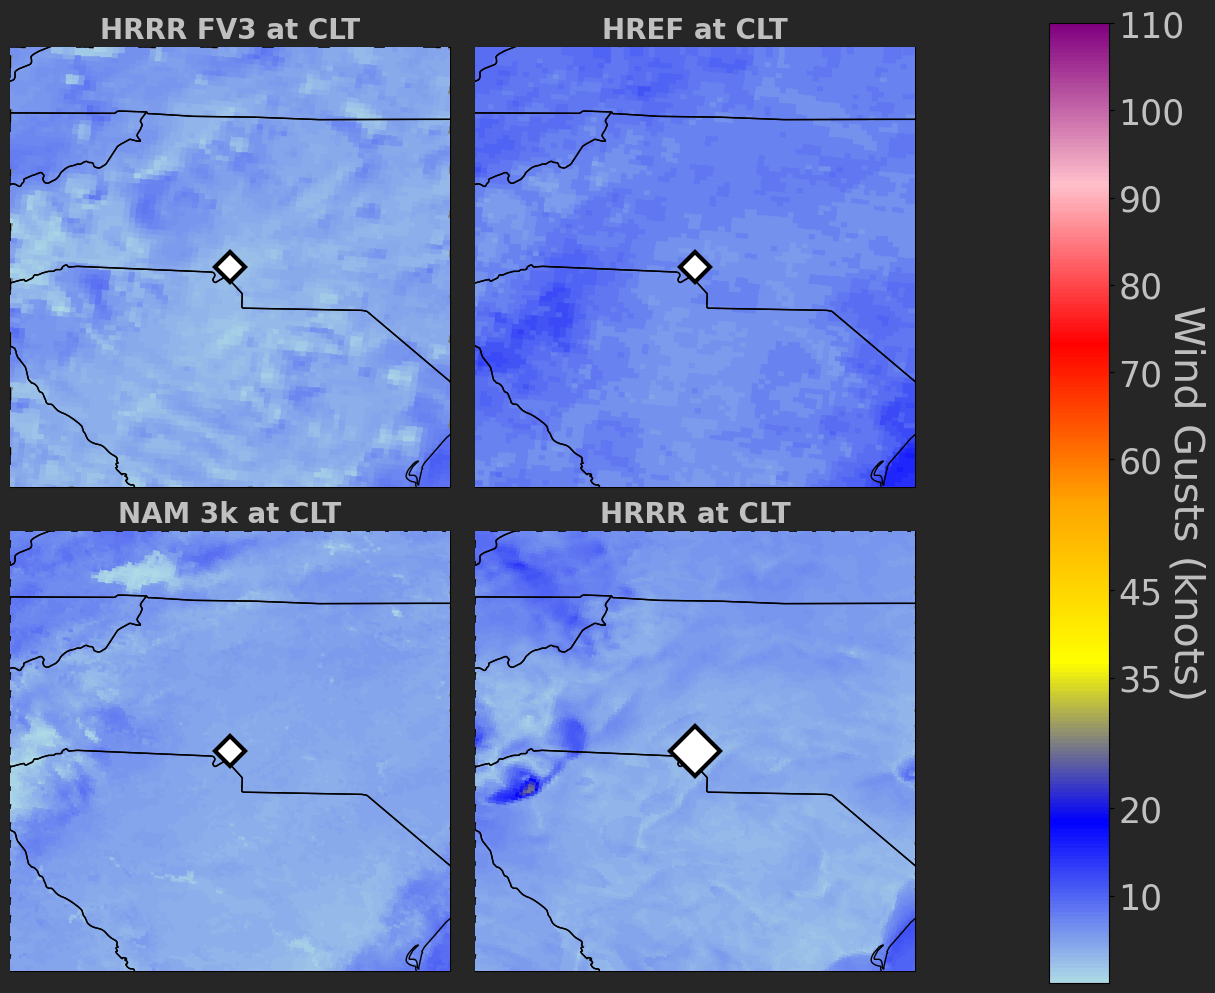 HRRR FV3 at CLT
HREF at CLT
NAM 3k at CLT
HRRR at CLT
110
100
90
80
70
60
45
35
20
10
Wind Gusts (knots)